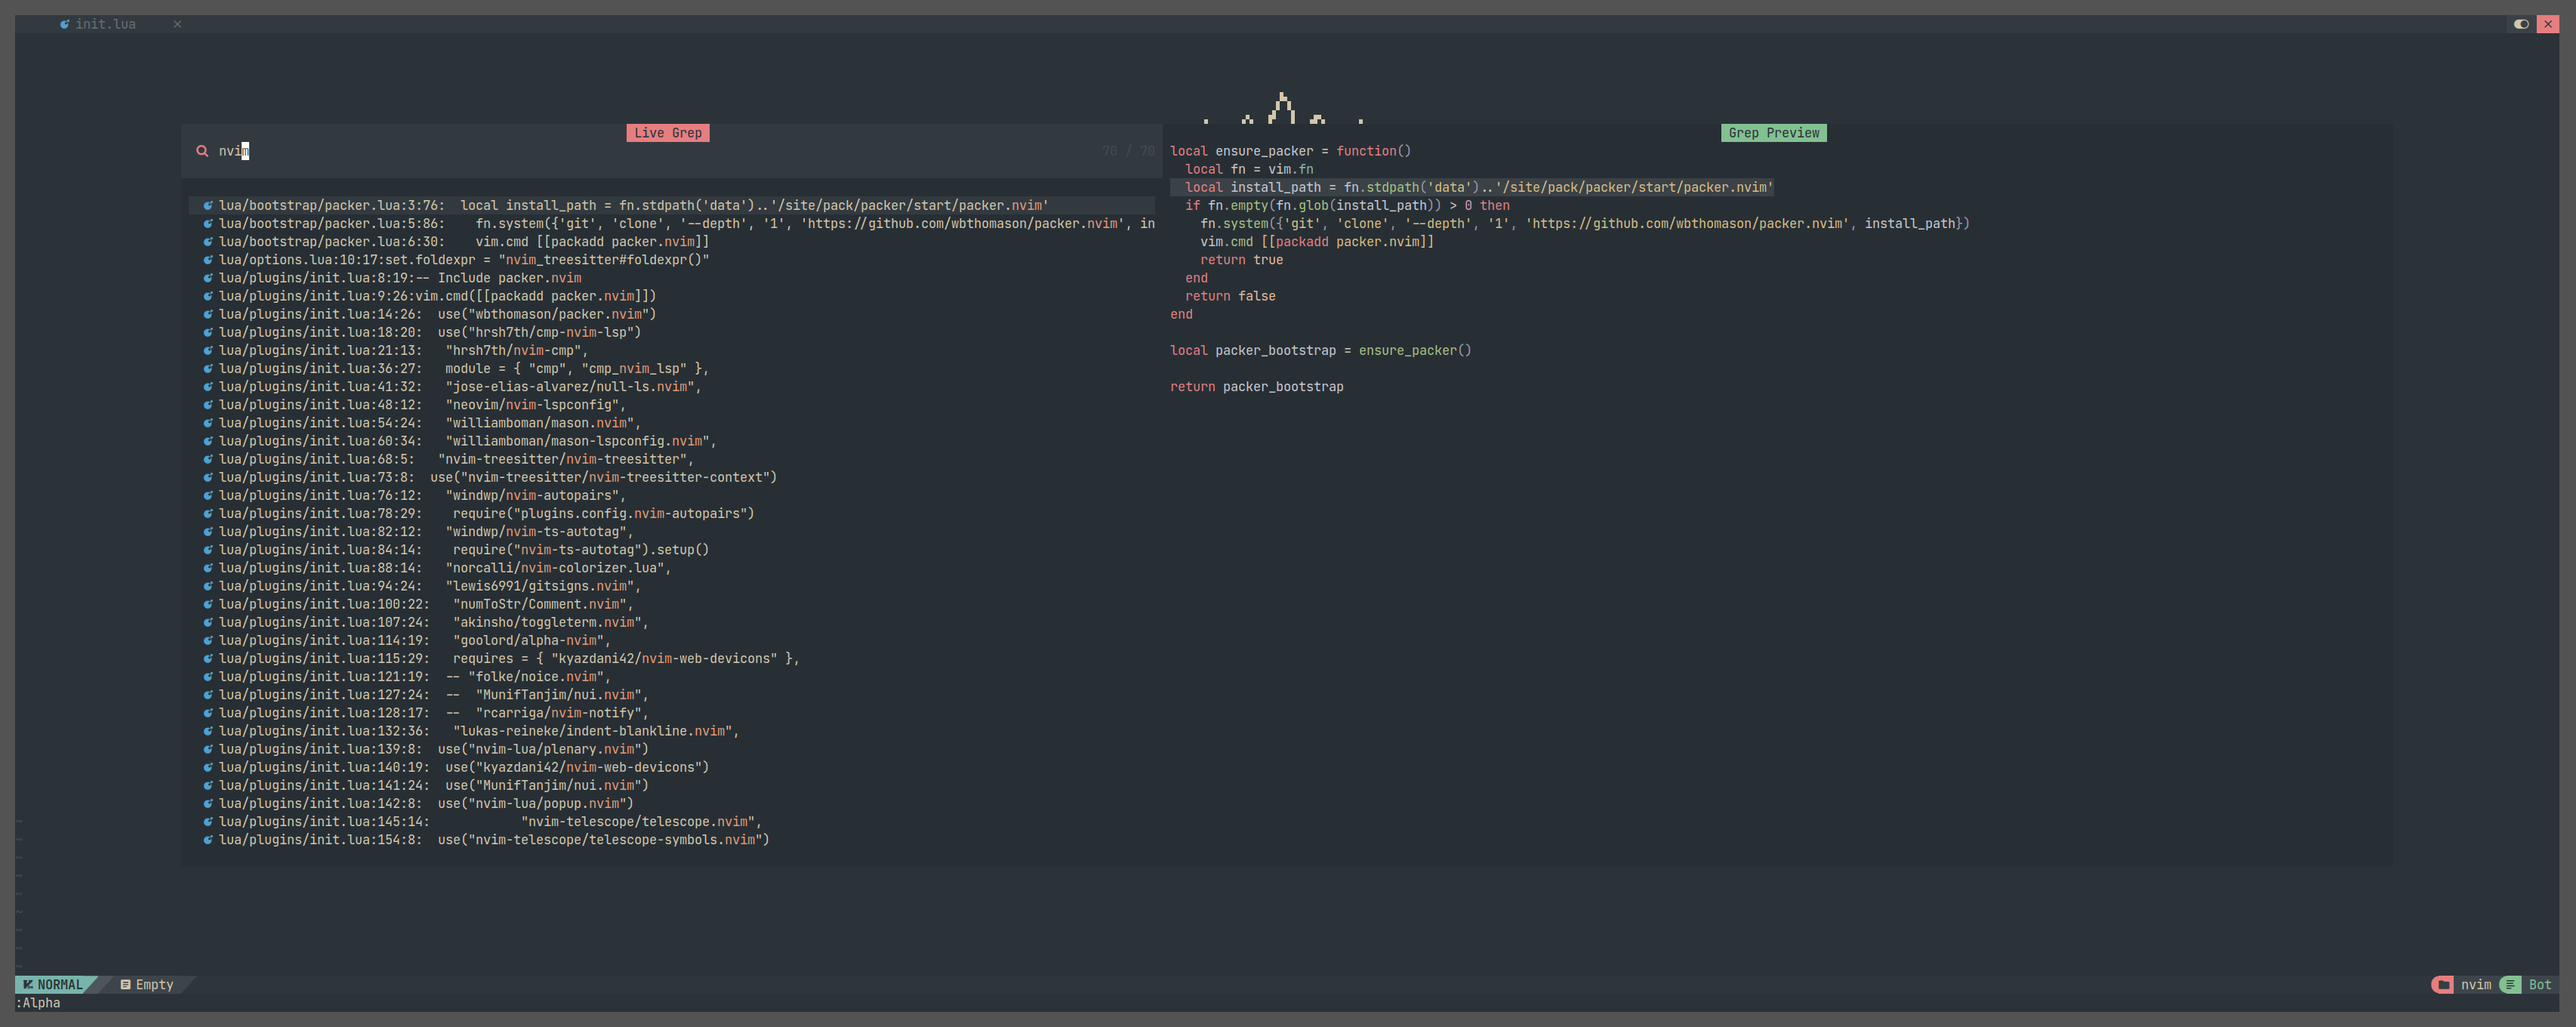 init.lua
Live Grep
nvim
70 / 70
lua/bootstrap/packer.lua:3:76:  local install_path = fn.stdpath('data')..'/site/pack/packer/start/packer.nvim'
lua/bootstrap/packer.lua:5:86:    fn.system({'git', 'clone', '--depth', '1', 'https://github.com/wbthomason/packer.nvim', in
lua/bootstrap/packer.lua:6:30:    vim.cmd [[packadd packer.nvim]]
lua/options.lua:10:17:set.foldexpr = "nvim_treesitter#foldexpr()"
lua/plugins/init.lua:8:19:-- Include packer.nvim
lua/plugins/init.lua:9:26:vim.cmd([[packadd packer.nvim]])
lua/plugins/init.lua:14:26:  use("wbthomason/packer.nvim")
lua/plugins/init.lua:18:20:  use("hrsh7th/cmp-nvim-lsp")
lua/plugins/init.lua:21:13:   "hrsh7th/nvim-cmp",
lua/plugins/init.lua:36:27:   module = { "cmp", "cmp_nvim_lsp" },
lua/plugins/init.lua:41:32:   "jose-elias-alvarez/null-ls.nvim",
lua/plugins/init.lua:48:12:   "neovim/nvim-lspconfig",
lua/plugins/init.lua:54:24:   "williamboman/mason.nvim",
lua/plugins/init.lua:60:34:   "williamboman/mason-lspconfig.nvim",
lua/plugins/init.lua:68:5:   "nvim-treesitter/nvim-treesitter",
lua/plugins/init.lua:73:8:  use("nvim-treesitter/nvim-treesitter-context")
lua/plugins/init.lua:76:12:   "windwp/nvim-autopairs",
lua/plugins/init.lua:78:29:    require("plugins.config.nvim-autopairs")
lua/plugins/init.lua:82:12:   "windwp/nvim-ts-autotag",
lua/plugins/init.lua:84:14:    require("nvim-ts-autotag").setup()
lua/plugins/init.lua:88:14:   "norcalli/nvim-colorizer.lua",
lua/plugins/init.lua:94:24:   "lewis6991/gitsigns.nvim",
lua/plugins/init.lua:100:22:   "numToStr/Comment.nvim",
lua/plugins/init.lua:107:24:   "akinsho/toggleterm.nvim",
lua/plugins/init.lua:114:19:   "goolord/alpha-nvim",
lua/plugins/init.lua:115:29:   requires = { "kyazdani42/nvim-web-devicons" },
lua/plugins/init.lua:121:19:  -- "folke/noice.nvim",
lua/plugins/init.lua:127:24:  --  "MunifTanjim/nui.nvim",
lua/plugins/init.lua:128:17:  --  "rcarriga/nvim-notify",
lua/plugins/init.lua:132:36:   "lukas-reineke/indent-blankline.nvim",
lua/plugins/init.lua:139:8:  use("nvim-lua/plenary.nvim")
lua/plugins/init.lua:140:19:  use("kyazdani42/nvim-web-devicons")
lua/plugins/init.lua:141:24:  use("MunifTanjim/nui.nvim")
lua/plugins/init.lua:142:8:  use("nvim-lua/popup.nvim")
lua/plugins/init.lua:145:14:            "nvim-telescope/telescope.nvim",
lua/plugins/init.lua:154:8:  use("nvim-telescope/telescope-symbols.nvim")
Grep Preview
local ensure_packer = function()
  local fn = vim.fn
  local install_path = fn.stdpath('data')..'/site/pack/packer/start/packer.nvim'
  if fn.empty(fn.glob(install_path)) > 0 then
    fn.system({'git', 'clone', '--depth', '1', 'https://github.com/wbthomason/packer.nvim', install_path})
    vim.cmd [[packadd packer.nvim]]
    return true
  end
  return false
end
local packer_bootstrap = ensure_packer()
return packer_bootstrap
NORMAL
Empty
nvim
Bot
:Alpha